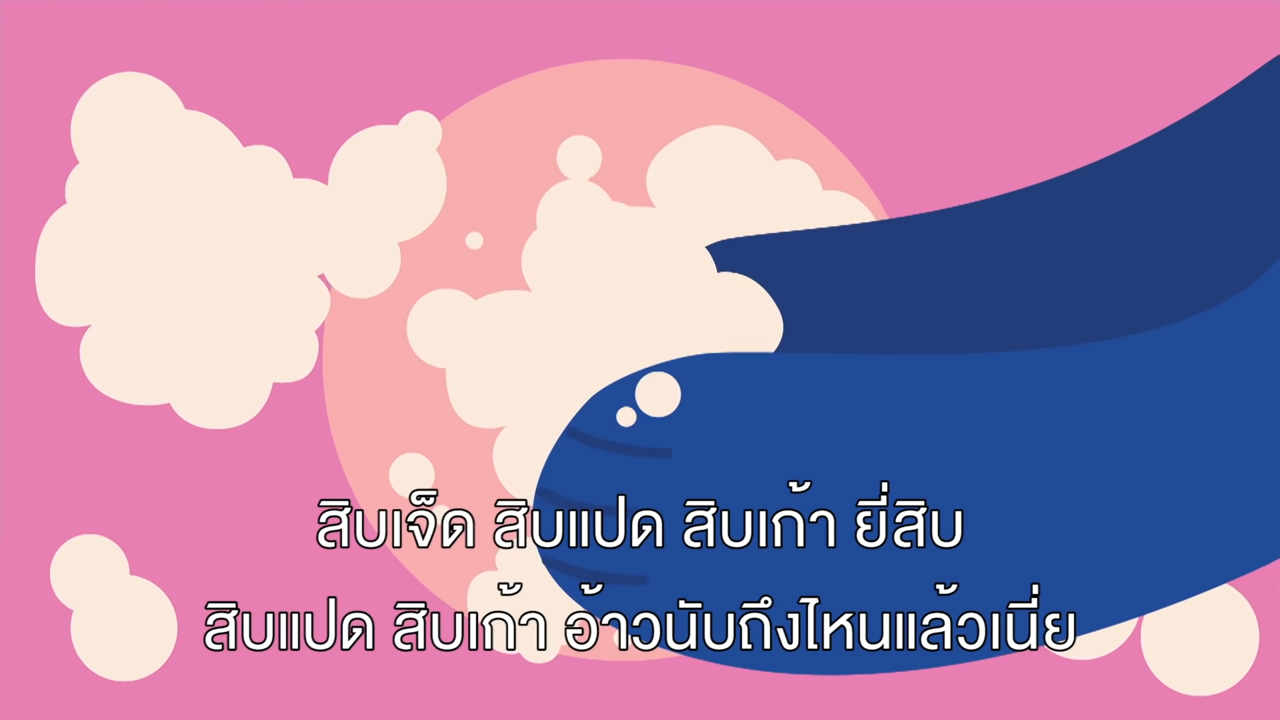 สิบเจ็ด สิบแปด สิบเก้า ยี่สิบ
สิบแปด สิบเก้า อ้าวนับถึงไหนแล้วเนี่ย